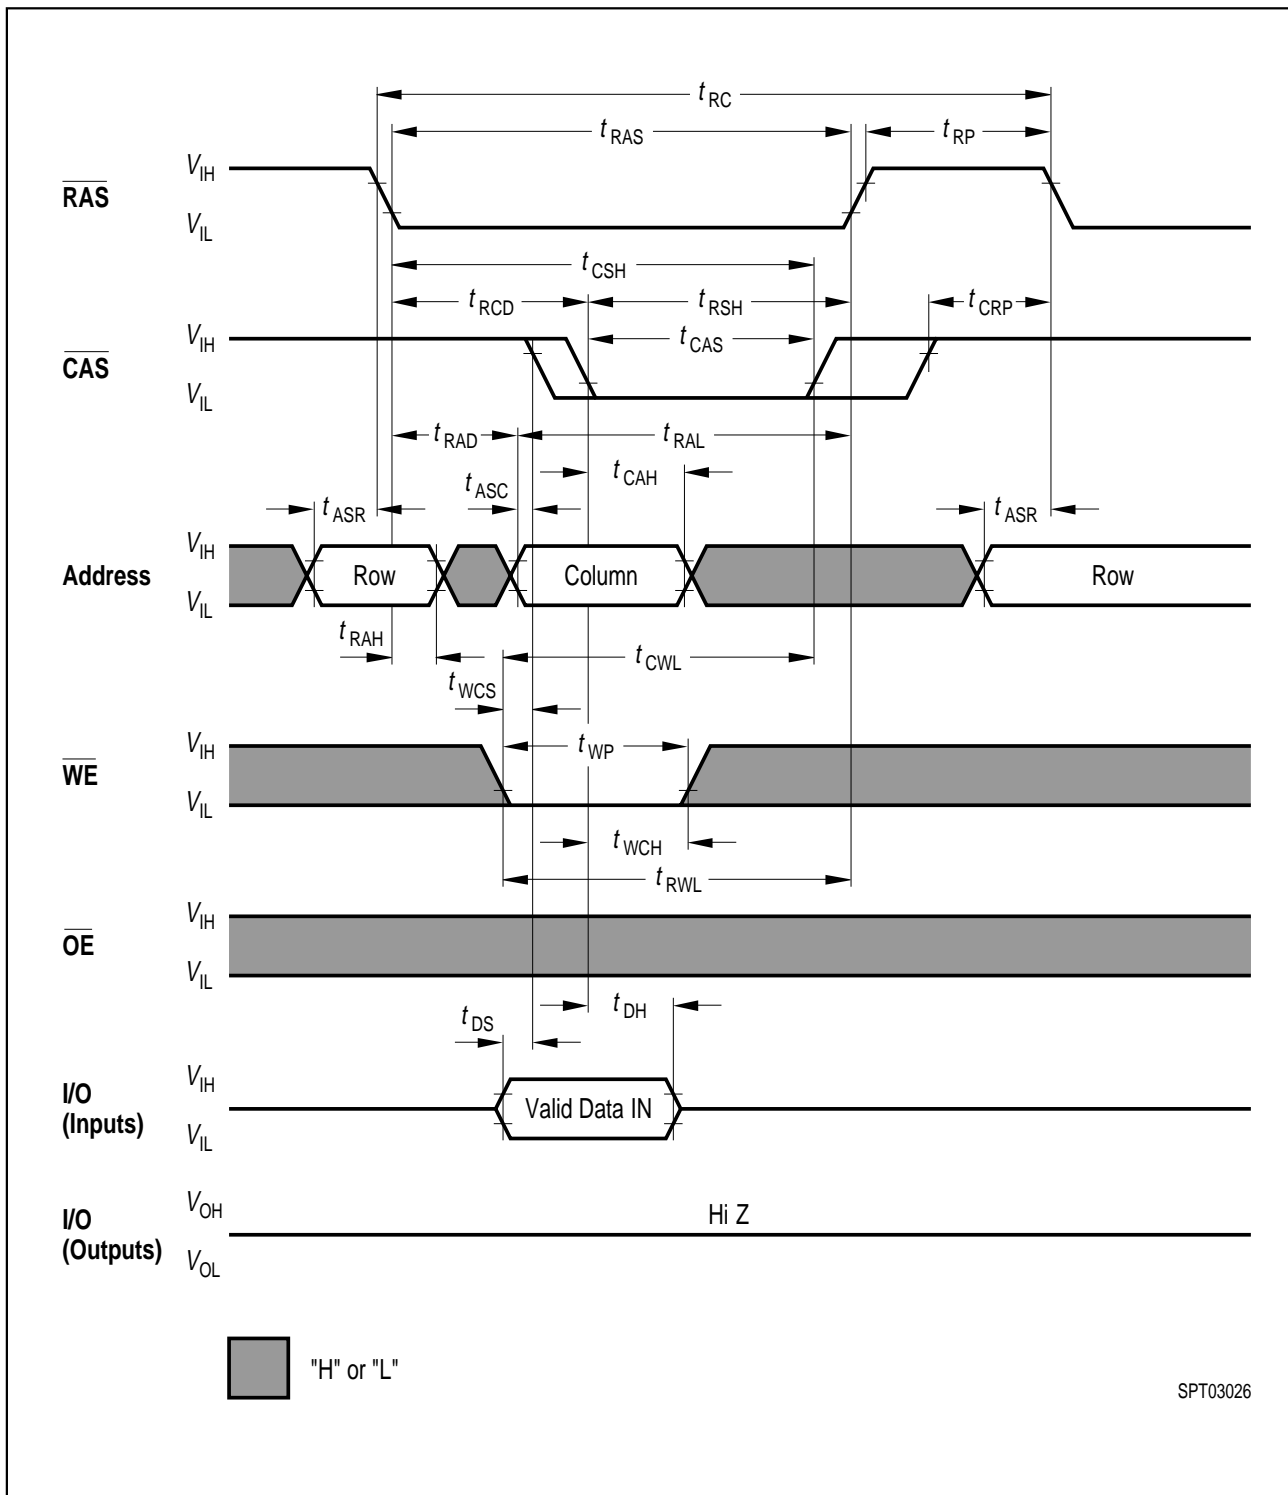 tRC
tRAS
tRP
RAS
VIH
VIL
tCSH
tRCD
tRSH
tCRP
CAS
VIH
VIL
tCAS
tRAD
tRAL
tASC
tCAH
tASR
tASR
Address
VIH
VIL
Row
Column
Row
tRAH
tCWL
tWCS
WE
VIH
VIL
tWP
tWCH
tRWL
OE
VIH
VIL
tDS
tDH
I/O
(Inputs)
VIH
VIL
Valid Data IN
I/O
(Outputs)
VOH
VOL
Hi Z
"H" or "L"
SPT03026